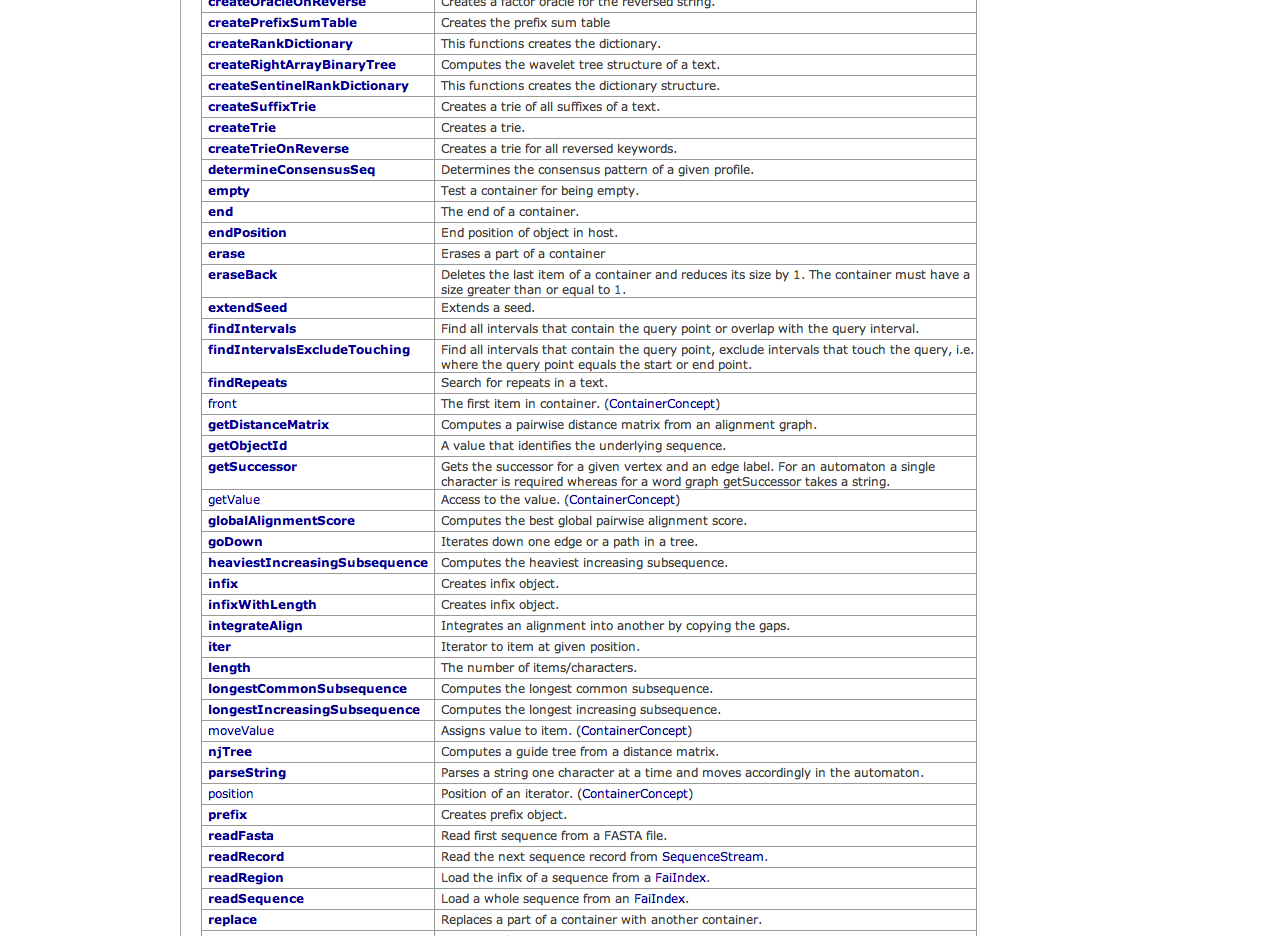 createOracleOnReverse Creates a factor oracle for the reversed string.
createPrefixSumTable Creates the prefix sum table
createRankDictionary This functions creates the dictionary.
createRightArrayBinaryTree Computes the wavelet tree structure of a text.
createSentinelRankDictionary This functions creates the dictionary structure.
createSuffixTrie Creates a trie of all suffixes of a text.
createTrie Creates a trie.
createTrieOnReverse Creates a trie for all reversed keywords.
determineConsensusSeq Determines the consensus pattern of a given profile.
empty Test a container for being empty.
end The end of a container.
endPosition End position of object in host.
erase Erases a part of a container
eraseBack Deletes the last item of a container and reduces its size by 1. The container must have a
size greater than or equal to 1.
extendSeed Extends a seed.
findIntervals Find all intervals that contain the query point or overlap with the query interval.
findIntervalsExcludeTouching Find all intervals that contain the query point, exclude intervals that touch the query, i.e.
where the query point equals the start or end point.
findRepeats Search for repeats in a text.
front The first item in container. (ContainerConcept)
getDistanceMatrix Computes a pairwise distance matrix from an alignment graph.
getObjectId A value that identifies the underlying sequence.
getSuccessor Gets the successor for a given vertex and an edge label. For an automaton a single
character is required whereas for a word graph getSuccessor takes a string.
getValue Access to the value. (ContainerConcept)
globalAlignmentScore Computes the best global pairwise alignment score.
goDown Iterates down one edge or a path in a tree.
heaviestIncreasingSubsequence Computes the heaviest increasing subsequence.
infix Creates infix object.
infixWithLength Creates infix object.
integrateAlign Integrates an alignment into another by copying the gaps.
iter Iterator to item at given position.
length The number of items/characters.
longestCommonSubsequence Computes the longest common subsequence.
longestIncreasingSubsequence Computes the longest increasing subsequence.
moveValue Assigns value to item. (ContainerConcept)
njTree Computes a guide tree from a distance matrix.
parseString Parses a string one character at a time and moves accordingly in the automaton.
position Position of an iterator. (ContainerConcept)
prefix Creates prefix object.
readFasta Read first sequence from a FASTA file.
readRecord Read the next sequence record from SequenceStream.
readRegion Load the infix of a sequence from a FaiIndex.
readSequence Load a whole sequence from an FaiIndex.
replace Replaces a part of a container with another container.